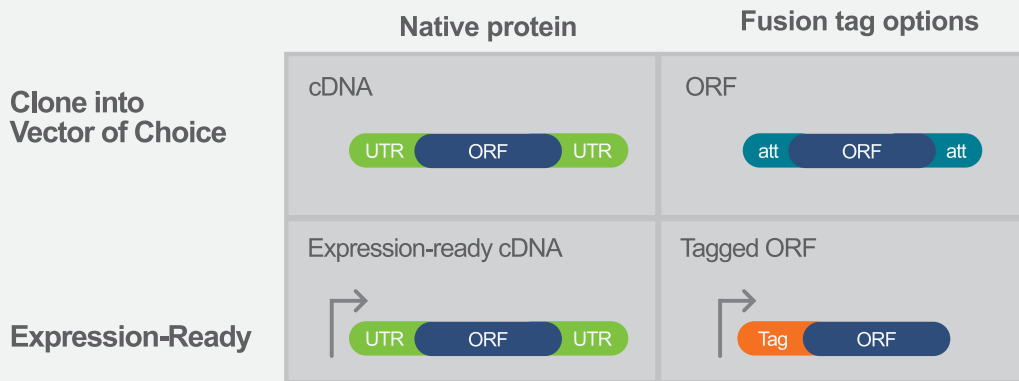 Native protein
Fusion tag options
Clone into
Vector of Choice
cDNA
UTR ORF UTR
ORF
att ORF att
Expression-Ready
Expression-ready cDNA
UTR ORF UTR
Tagged ORF
Tag ORF